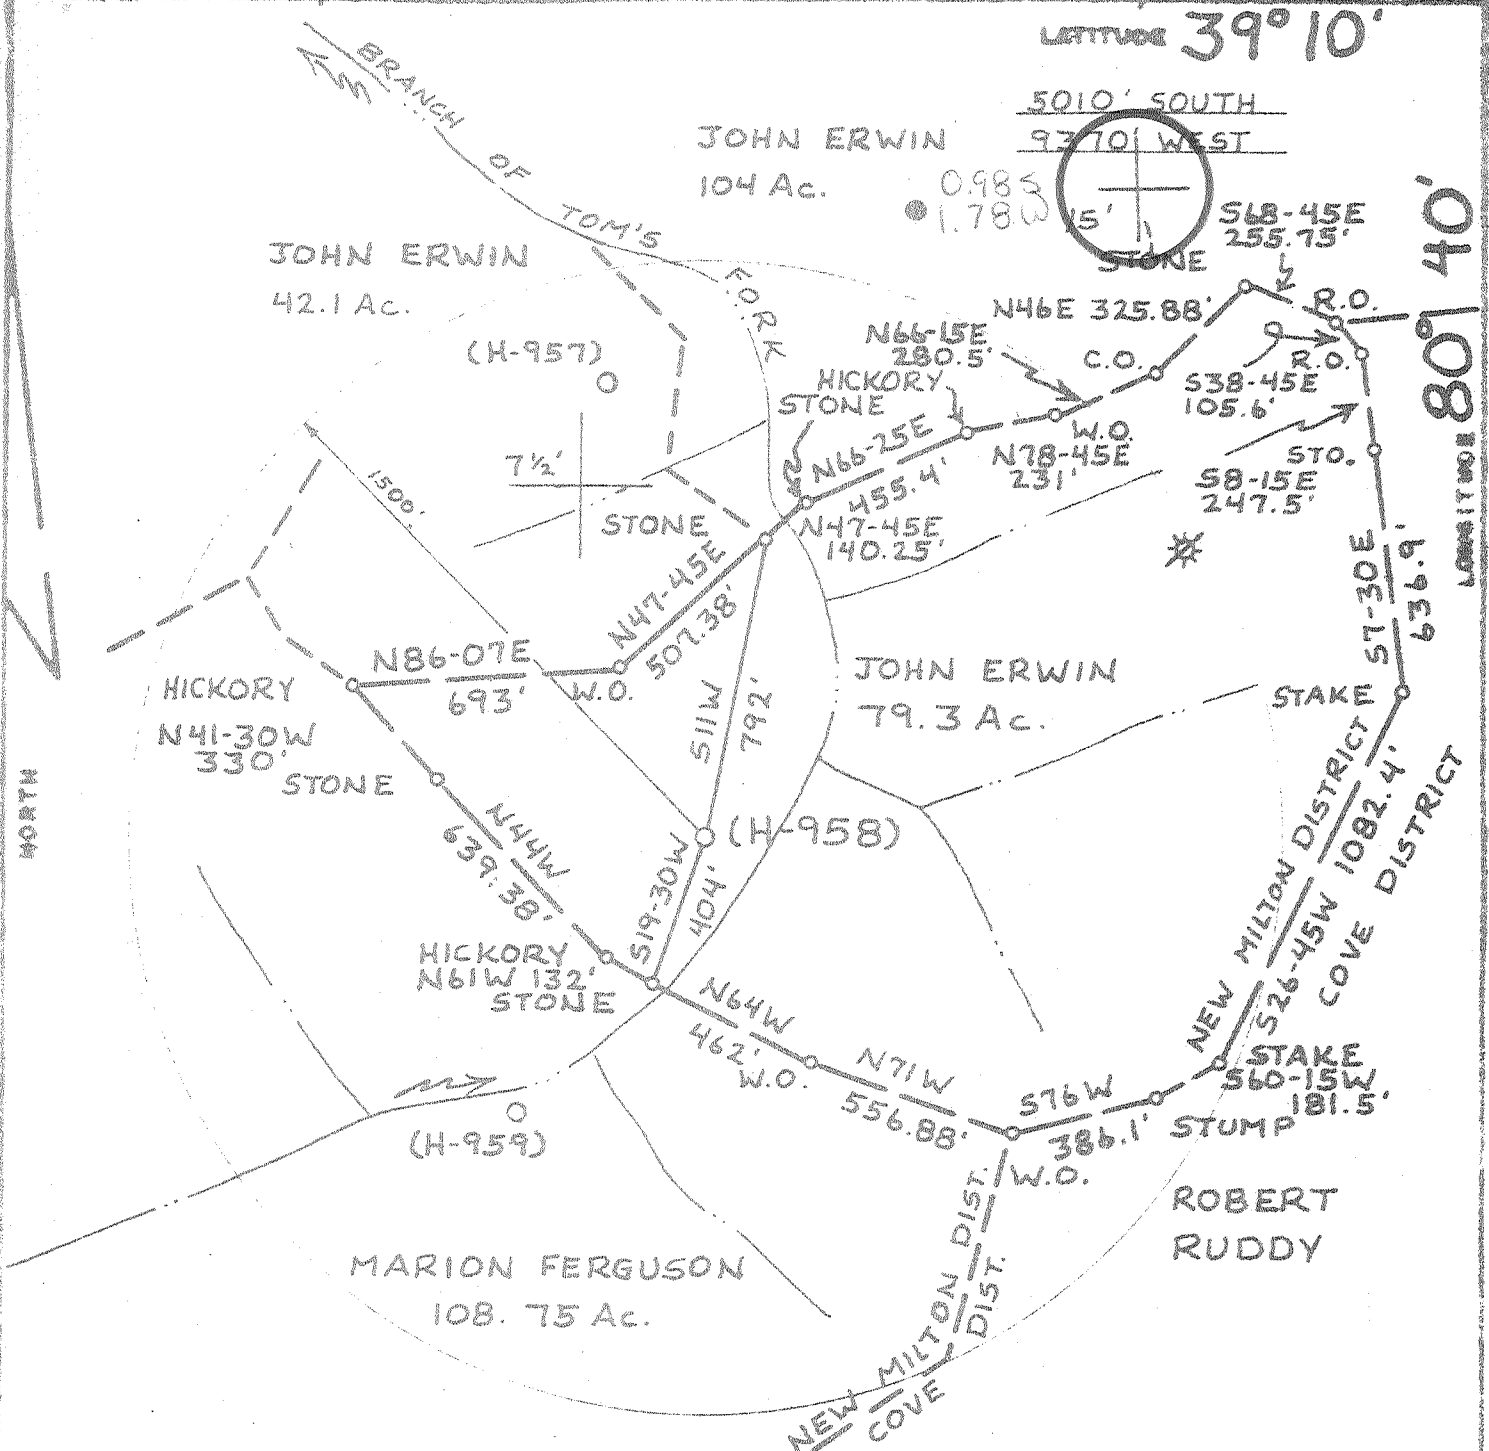 LATITUDE 39° 10'
5010' SOUTH
9370' WEST
BRANCH OF TOM'S FORK
JOHN ERWIN
104 Ac.
0.98S
1.78W
15'
STONE
S68-45E
255.75'
LONGITUDE 80° 40'
JOHN ERWIN
42.1 Ac.
(H-957)
N46E 325.88'
R.O.
N66-15E
280.5'
C.O.
R.O.
S38-45E
105.6'
HICKORY
STONE
N66-25E
455.4'
W.O.
N78-45E
231'
STO.
S8-15E
247.5'
7 1/2'
1500'
STONE
N47-45E
140.25'
N47-45E
507.38'
S7-30E
636.9'
N86-07E
693'
W.O.
HICKORY
N41-30W
330'
STONE
S11W
792'
JOHN ERWIN
79.3 Ac.
STAKE
NORTH
N44W
639.38'
(H-958)
S19-30W
404'
NEW MILTON DISTRICT
S26-45W 1082.4'
COVE DISTRICT
HICKORY
N61W 132'
STONE
N64W
462'
W.O.
N71W
556.88'
STAKE
S60-15W
181.5'
S76W
386.1'
STUMP
W.O.
(H-959)
ROBERT
RUDDY
MARION FERGUSON
108.75 Ac.
NEW MILTON DIST.
COVE DIST.